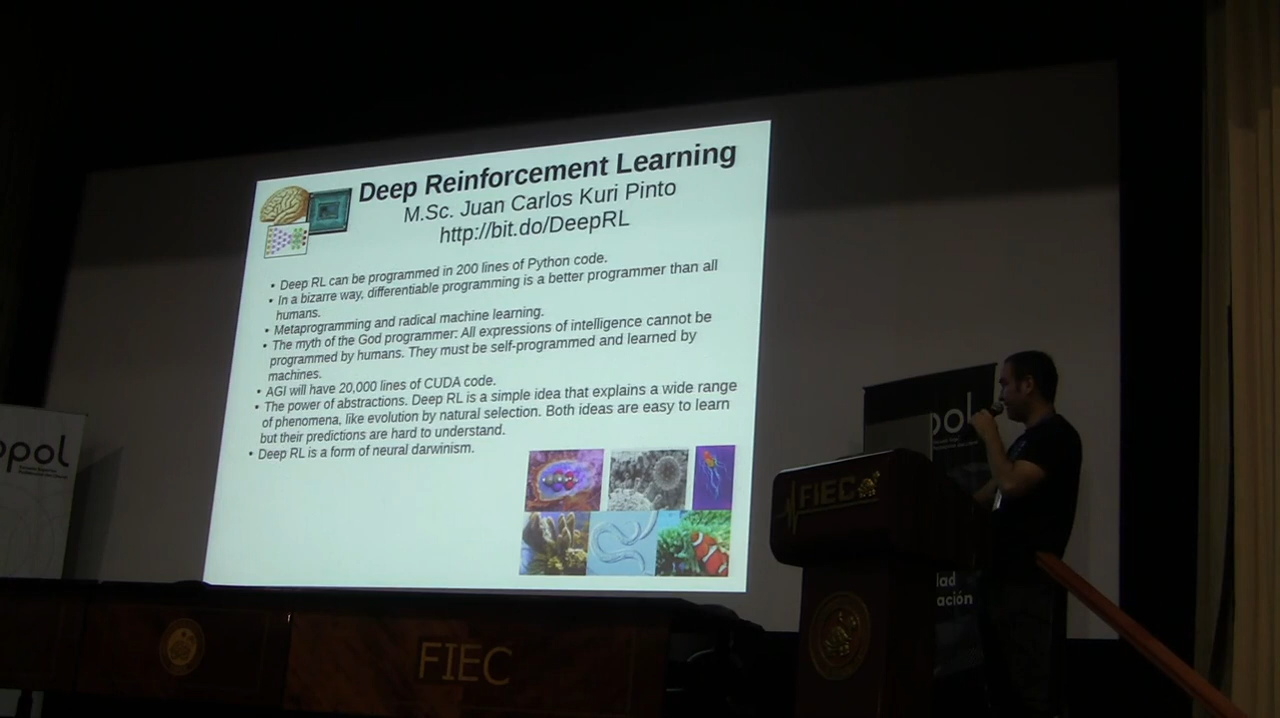 Deep Reinforcement Learning
M.Sc. Juan Carlos Kuri Pinto
http://bit.do/DeepRL
• Deep RL can be programmed in 200 lines of Python code.
• In a bizarre way, differentiable programming is a better programmer than all
humans.
• Metaprogramming and radical machine learning.
• The myth of the God programmer: All expressions of intelligence cannot be
programmed by humans. They must be self-programmed and learned by
machines.
• AGI will have 20,000 lines of CUDA code.
• The power of abstractions. Deep RL is a simple idea that explains a wide range
of phenomena, like evolution by natural selection. Both ideas are easy to learn
but their predictions are hard to understand.
• Deep RL is a form of neural darwinism.
pol
pol
FIEC
lad
ación
FIEC